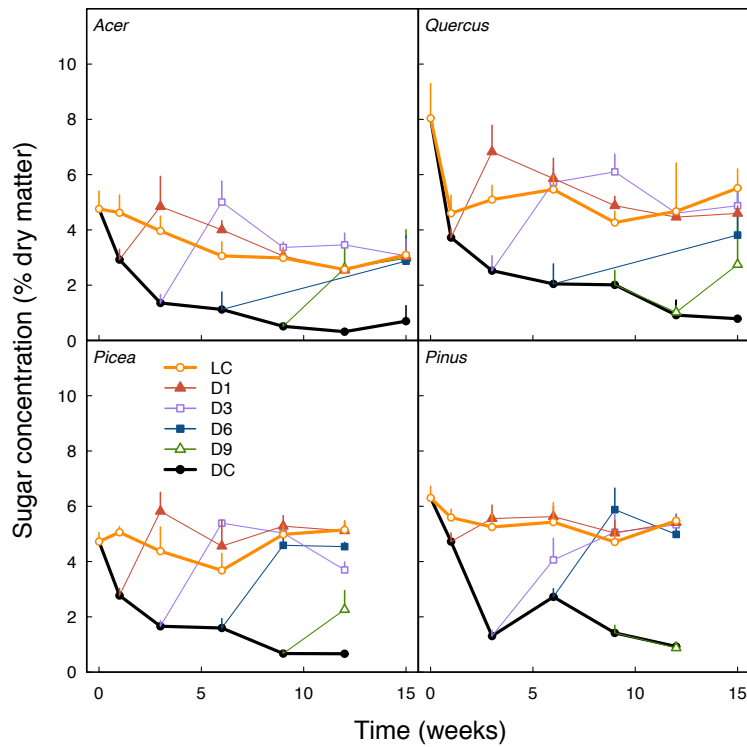 Acer
Quercus
10
8
6
4
2
0
Picea
Pinus
LC
D1
D3
D6
D9
DC
10
8
6
4
2
0
0 5 10 15
0 5 10 15
Sugar concentration (% dry matter)
Time (weeks)